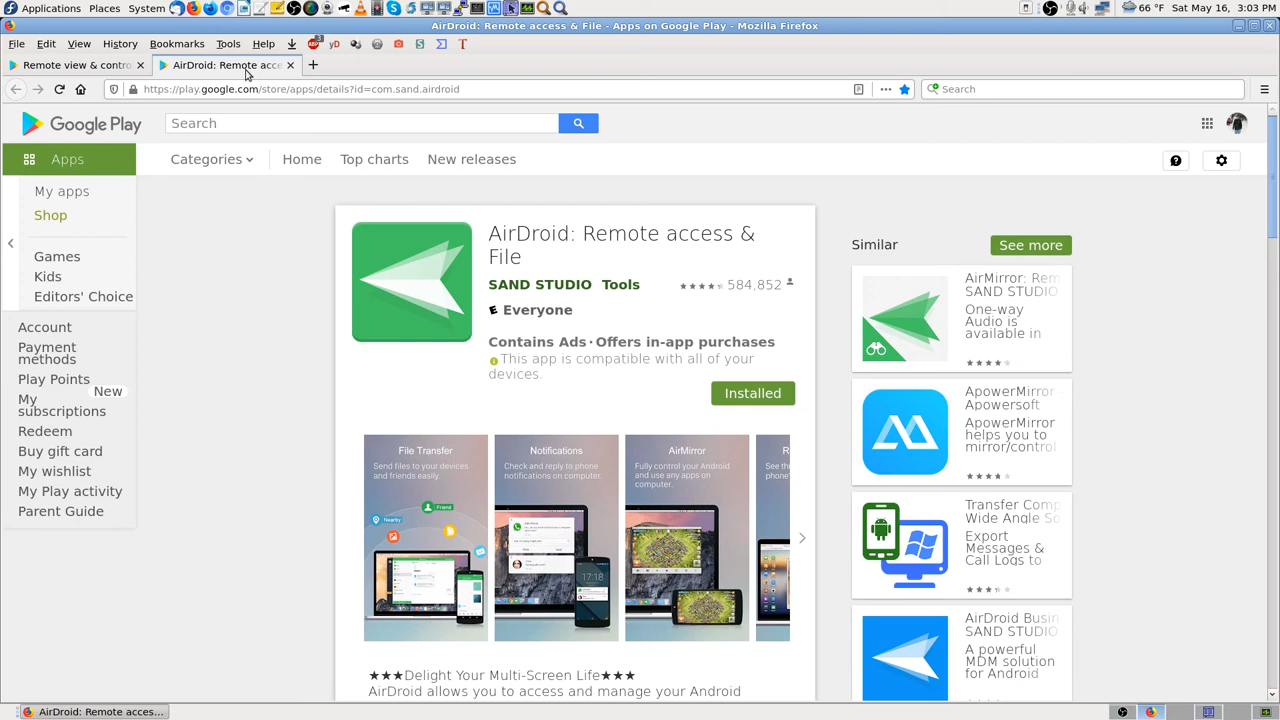 Applications Places System
66 °F Sat May 16, 3:03 PM
AirDroid: Remote access & File - Apps on Google Play - Mozilla Firefox
File Edit View History Bookmarks Tools Help
Remote view & contro
AirDroid: Remote acce
https://play.google.com/store/apps/details?id=com.sand.airdroid
Search
Google Play
Search
Apps
Categories
Home
Top charts
New releases
My apps
Shop
Games
Kids
Editors' Choice
Account
Payment
methods
Play Points
New
My
subscriptions
Redeem
Buy gift card
My wishlist
My Play activity
Parent Guide
AirDroid: Remote access &
File
SAND STUDIO Tools
584,852
Everyone
Contains Ads · Offers in-app purchases
This app is compatible with all of your
devices.
Installed
File Transfer
Send files to your devices
and friends easily.
Friend
Nearby
Notifications
Check and reply to phone
notifications on computer.
17:18
AirMirror
Fully control your Android
and use any apps on
computer.
★★★Delight Your Multi-Screen Life★★★
AirDroid allows you to access and manage your Android
Similar
See more
AirMirror: Rem
SAND STUDIO
One-way
Audio is
available in
ApowerMirror -
Apowersoft
ApowerMirror
helps you to
mirror/control
Transfer Comp
Wide Angle So
Export
Messages &
Call Logs to
AirDroid Busin
SAND STUDIO
A powerful
MDM solution
for Android
AirDroid: Remote acces...